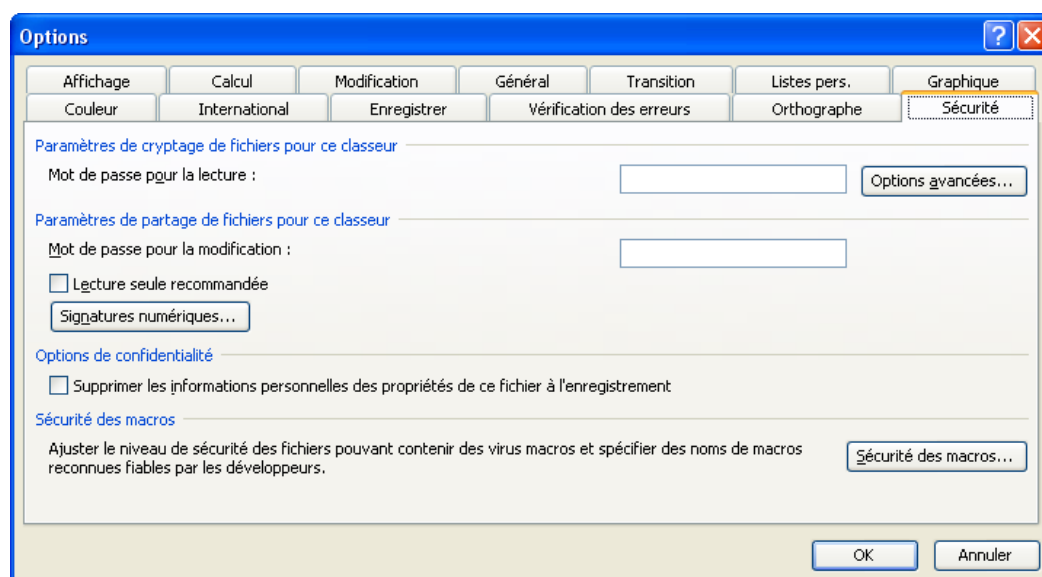 Options
Affichage Calcul Modification Général Transition Listes pers. Graphique
Couleur International Enregistrer Vérification des erreurs Orthographe Sécurité
Paramètres de cryptage de fichiers pour ce classeur
Mot de passe pour la lecture : Options avancées...
Paramètres de partage de fichiers pour ce classeur
Mot de passe pour la modification :
Lecture seule recommandée
Signatures numériques...
Options de confidentialité
Supprimer les informations personnelles des propriétés de ce fichier à l'enregistrement
Sécurité des macros
Ajuster le niveau de sécurité des fichiers pouvant contenir des virus macros et spécifier des noms de macros
reconnues fiables par les développeurs.
Sécurité des macros...
OK Annuler